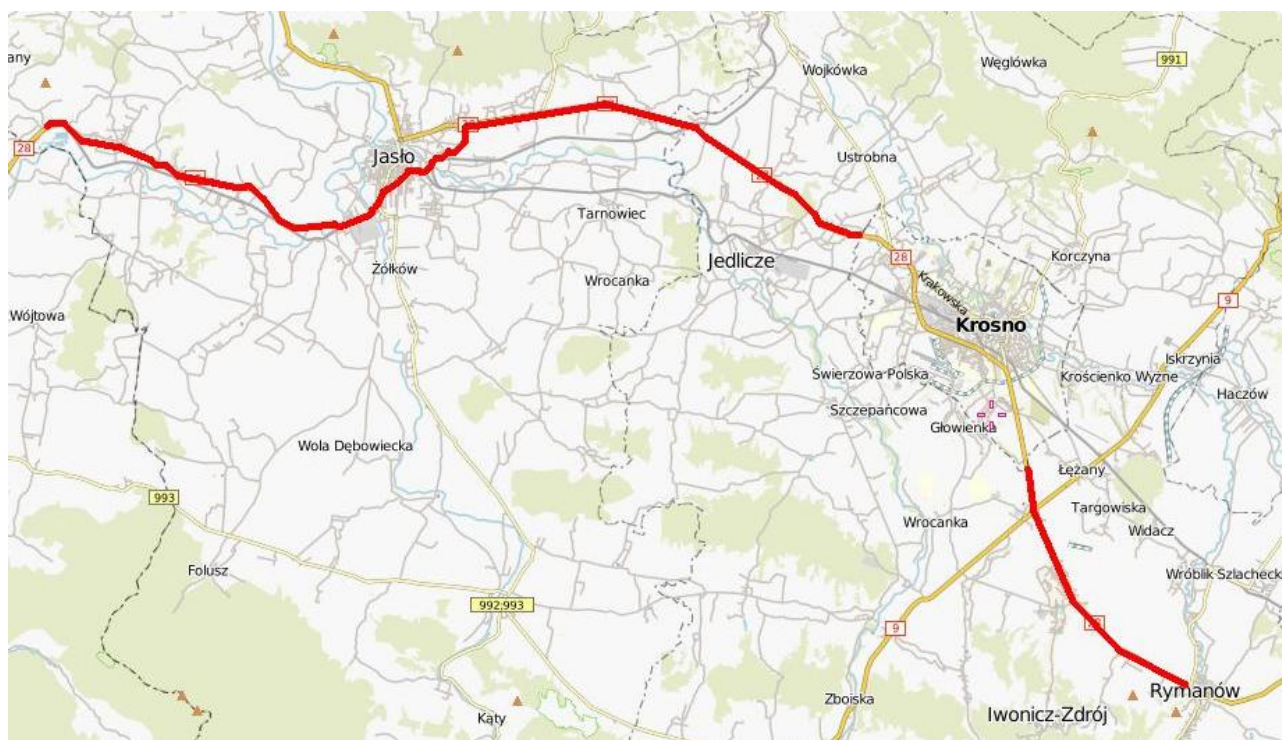 Wojkówka
Węglówka
991
any
28
Jasło
Ustrobna
28
Tarnowiec
Korczyna
Jedlicze
28
Żółków
Krakowska
Wrocanka
9
Wójtowa
Krosno
Iskrzynia
Świerzowa Polska
Krościenko Wyżne
Haczów
Szczepańcowa
Głowienka
Wola Dębowiecka
Łężany
993
Targowiska
Wrocanka
Widacz
Folusz
Wróblik Szlacheck
992;993
9
Rymanów
Zboiska
Iwonicz-Zdrój
Kąty